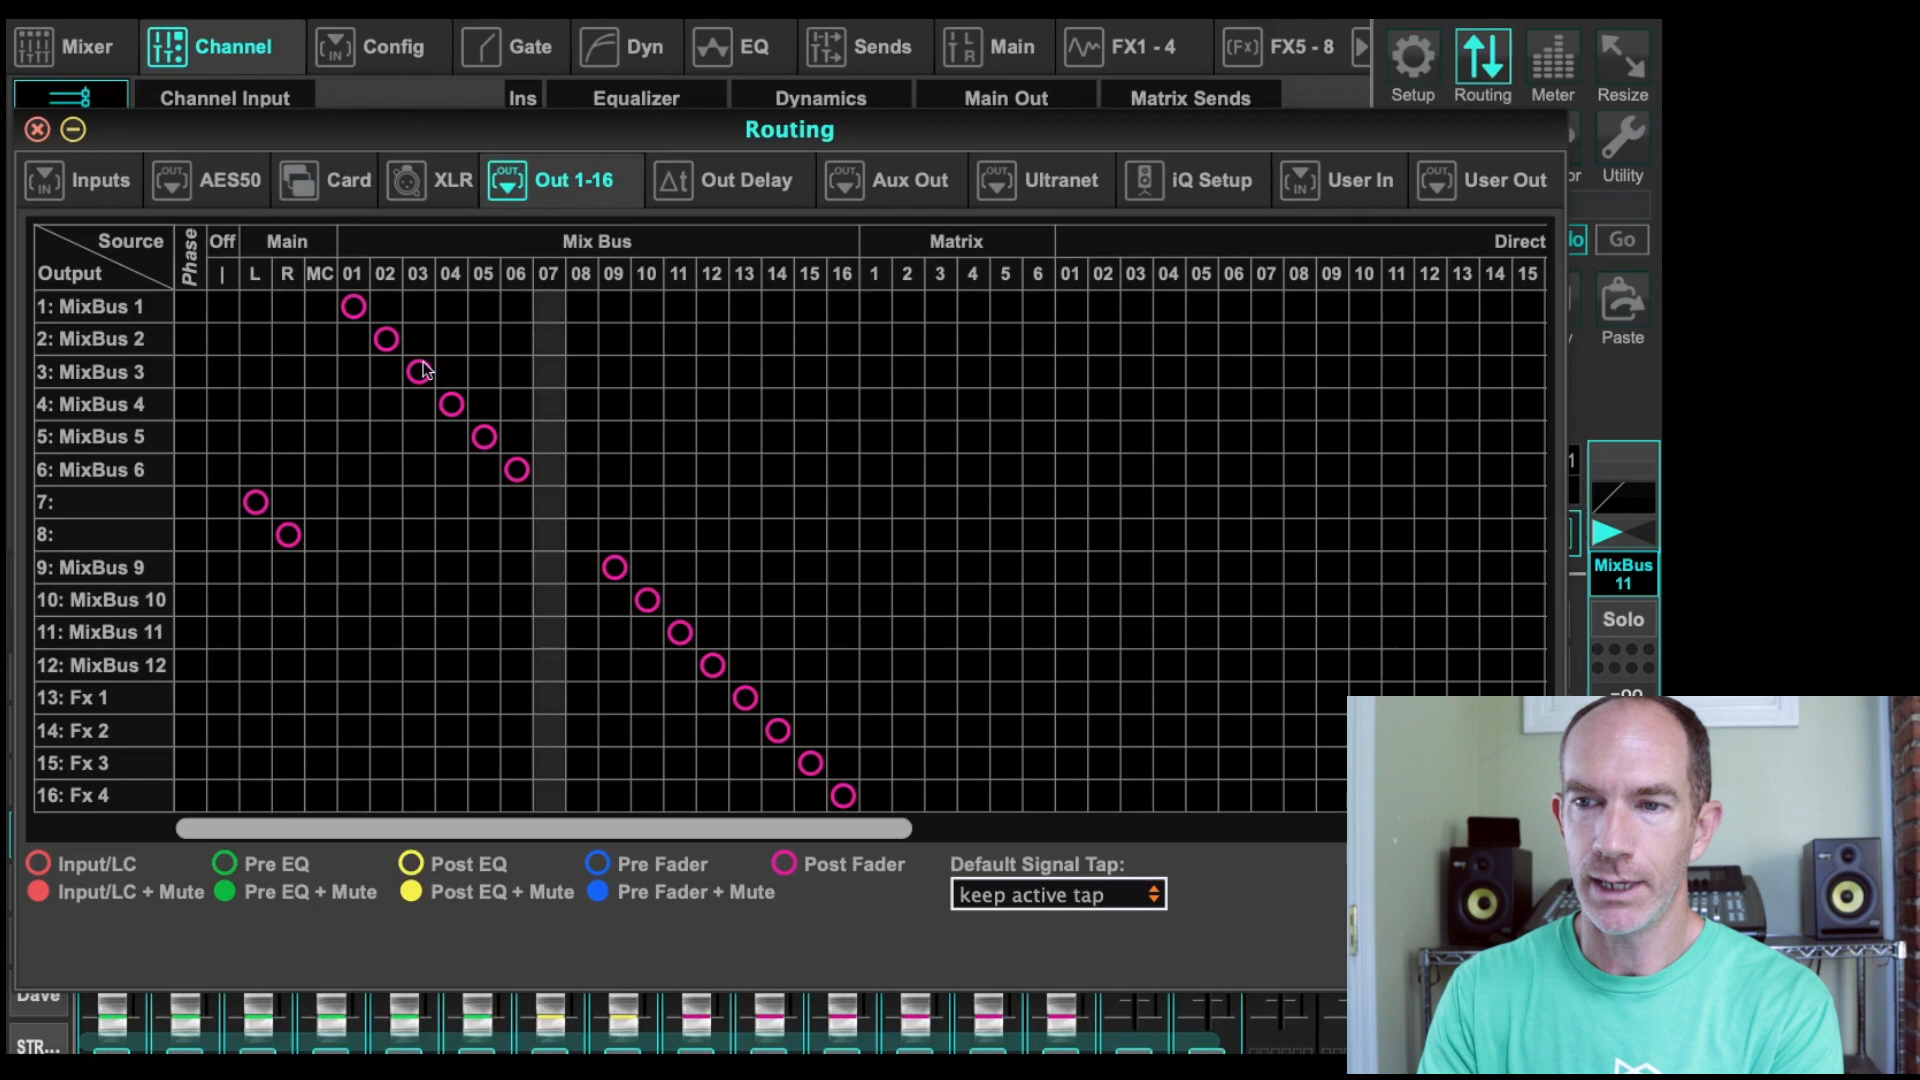 Mixer Channel Config Gate Dyn EQ Sends Main FX1 - 4 FX5 - 8
Setup Routing Meter Resize
Channel Input Ins Equalizer Dynamics Main Out Matrix Sends
Routing
Inputs AES50 Card XLR Out 1-16 Out Delay Aux Out Ultranet iQ Setup User In User Out
Utility
Source Phase Off Main Mix Bus Matrix Direct
Output | L R MC 01 02 03 04 05 06 07 08 09 10 11 12 13 14 15 16 1 2 3 4 5 6 01 02 03 04 05 06 07 08 09 10 11 12 13 14 15
Go
1: MixBus 1
2: MixBus 2
3: MixBus 3
4: MixBus 4
5: MixBus 5
6: MixBus 6
7:
8:
9: MixBus 9
10: MixBus 10
11: MixBus 11
12: MixBus 12
13: Fx 1
14: Fx 2
15: Fx 3
16: Fx 4
Paste
MixBus
11
Solo
Input/LC Pre EQ Post EQ Pre Fader Post Fader Default Signal Tap:
Input/LC + Mute Pre EQ + Mute Post EQ + Mute Pre Fader + Mute keep active tap
Dave
STR...